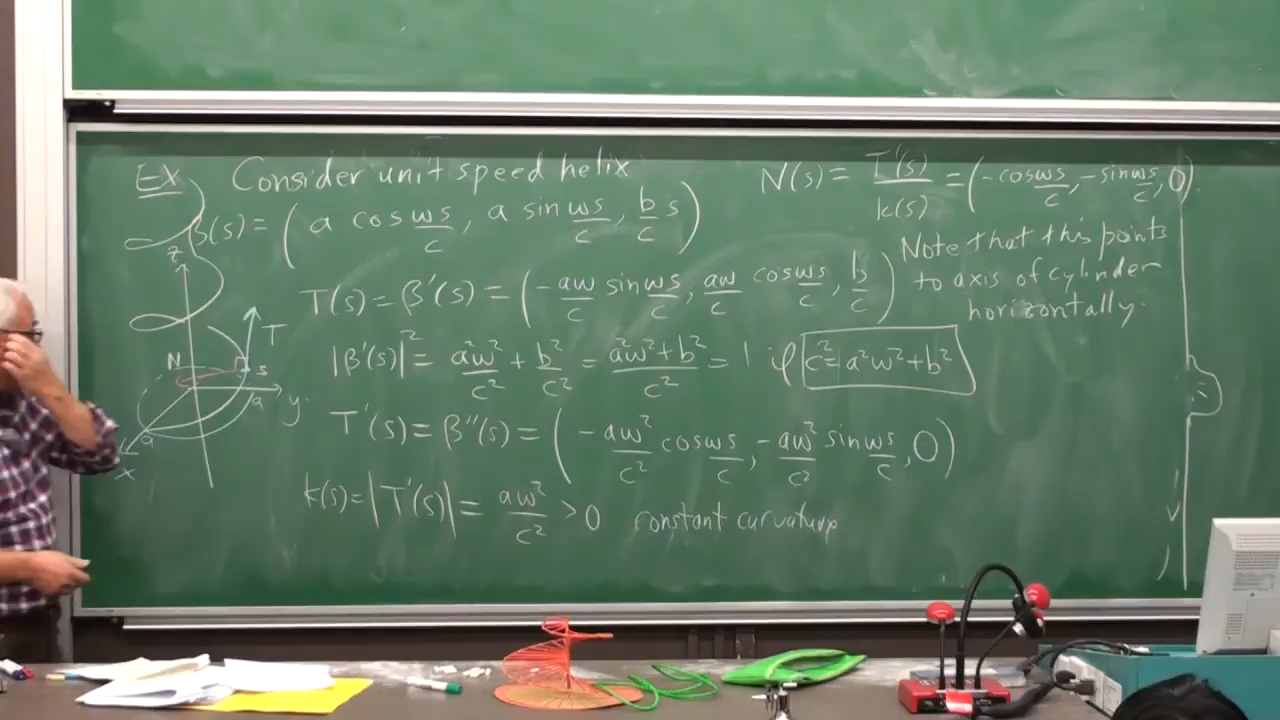 EX Consider unit speed helix
β(s) = (a cos ws/c, a sin ws/c, b/c s)
T(s) = β'(s) = (-aw/c sin ws/c, aw/c cos ws/c, b/c)
|β'(s)|² = a²w²/c² + b²/c² = (a²w² + b²)/c² = 1 if c² = a²w² + b²
T'(s) = β''(s) = (-aw²/c² cos ws/c, -aw²/c² sin ws/c, 0)
k(s) = |T'(s)| = aw²/c² > 0 constant curvature
N(s) = T'(s)/k(s) = (-cos ws/c, -sin ws/c, 0).
Note that this points
to axis of cylinder
horizontally.
z
T
N
s
a
y
a
x